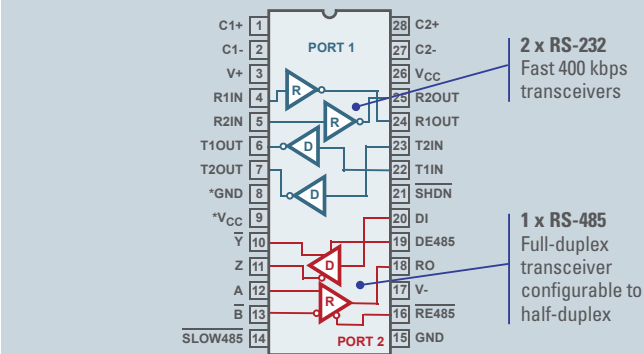 C1+ 1 28 C2+
C1- 2 PORT 1 27 C2-
V+ 3 26 VCC
R1IN 4 R 25 R2OUT
R2IN 5 R 24 R1OUT
T1OUT 6 D 23 T2IN
T2OUT 7 D 22 T1IN
*GND 8 21 SHDN
*VCC 9 20 DI
Y 10 D 19 DE485
Z 11 18 RO
A 12 R 17 V-
B 13 16 RE485
SLOW485 14 PORT 2 15 GND
2 x RS-232
Fast 400 kbps
transceivers
1 x RS-485
Full-duplex
transceiver
configurable to
half-duplex